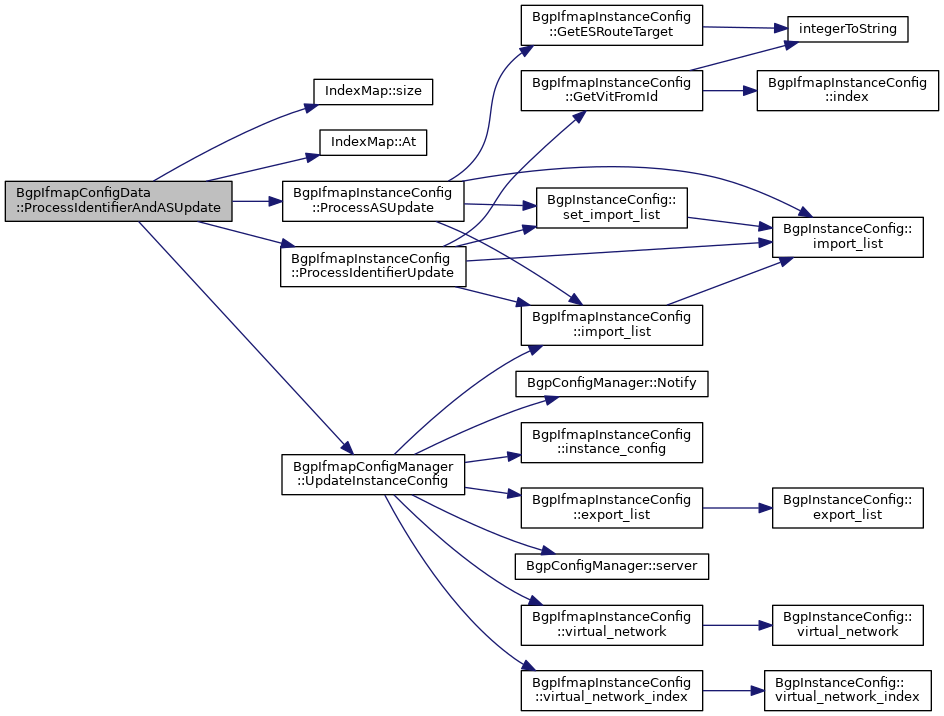 BgpIfmapConfigData
::ProcessIdentifierAndASUpdate
IndexMap::size
IndexMap::At
BgpIfmapInstanceConfig
::ProcessASUpdate
BgpIfmapInstanceConfig
::ProcessIdentifierUpdate
BgpIfmapConfigManager
::UpdateInstanceConfig
BgpIfmapInstanceConfig
::GetESRouteTarget
BgpIfmapInstanceConfig
::GetVitFromId
BgpInstanceConfig::
set_import_list
BgpIfmapInstanceConfig
::import_list
BgpConfigManager::Notify
BgpIfmapInstanceConfig
::instance_config
BgpIfmapInstanceConfig
::export_list
BgpConfigManager::server
BgpIfmapInstanceConfig
::virtual_network
BgpIfmapInstanceConfig
::virtual_network_index
integerToString
BgpIfmapInstanceConfig
::index
BgpInstanceConfig::
import_list
BgpInstanceConfig::
export_list
BgpInstanceConfig::
virtual_network
BgpInstanceConfig::
virtual_network_index